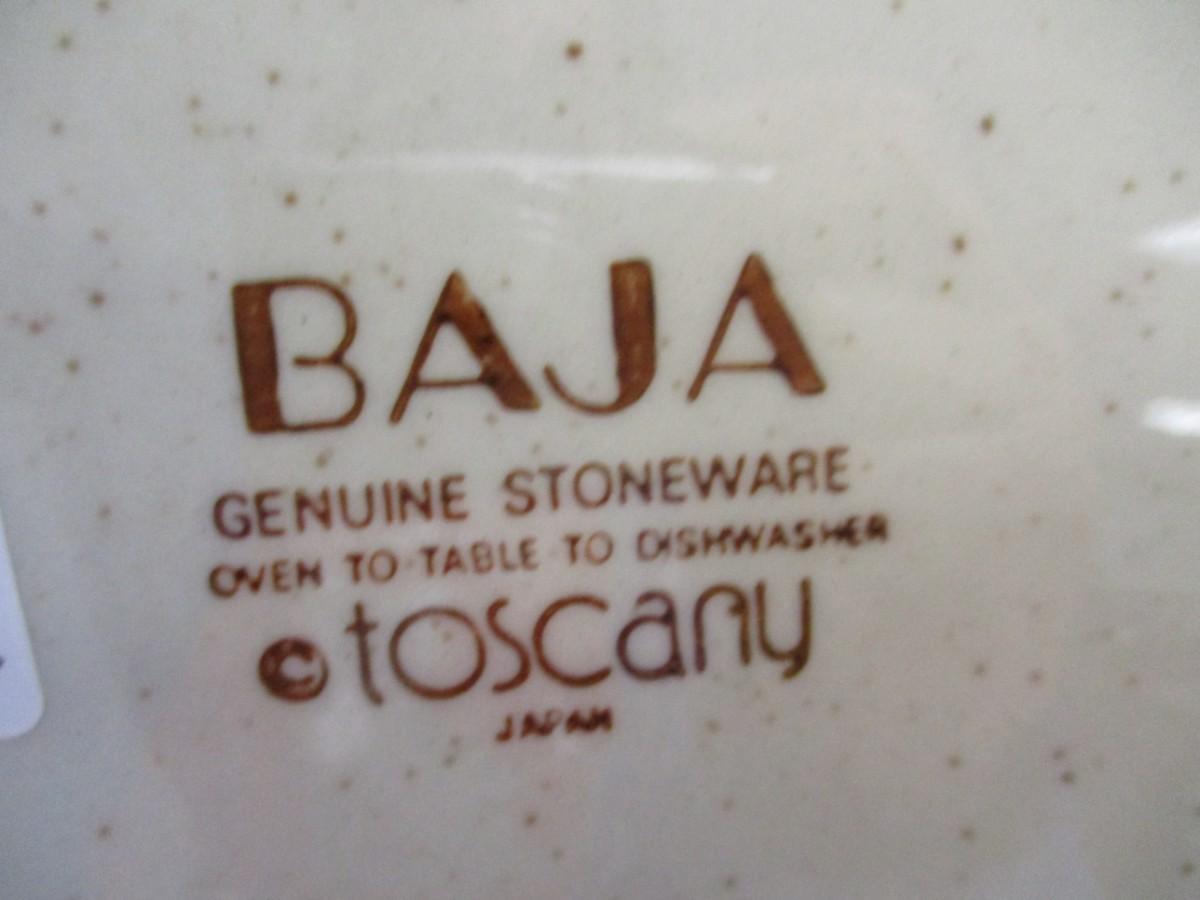 BAJA
GENUINE STONEWARE
OVEN TO TABLE TO DISHWASHER
© toscany
JAPAN